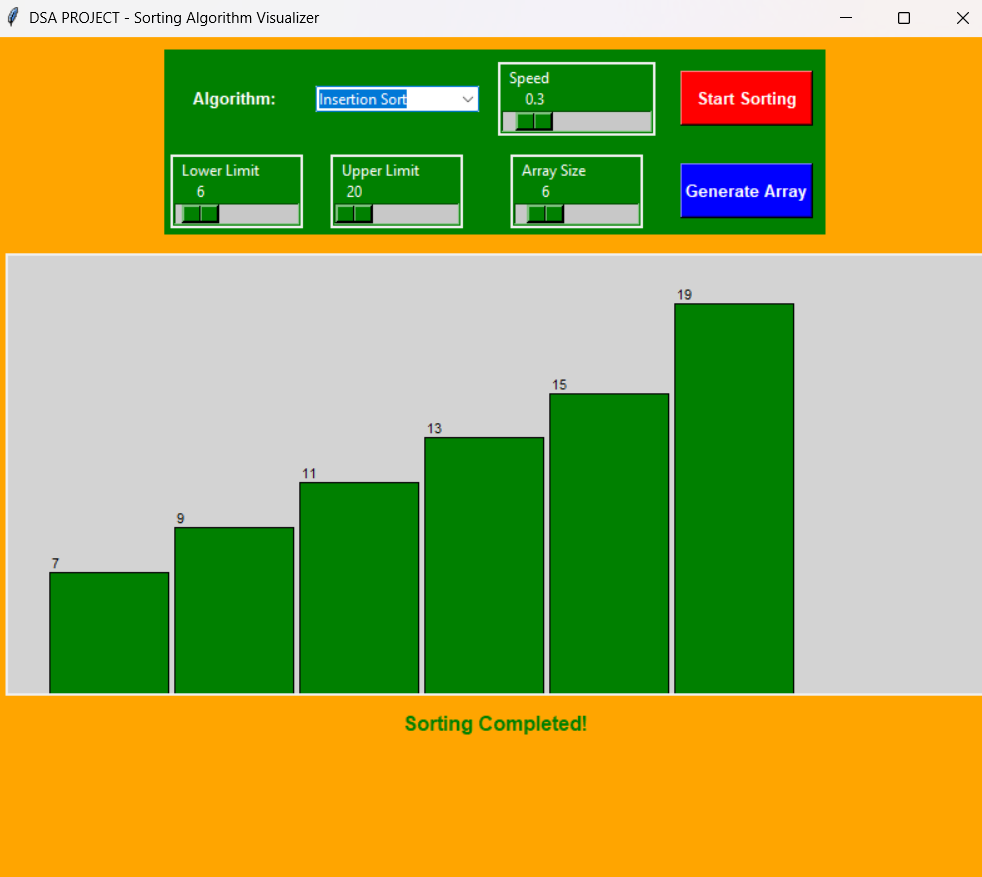 DSA PROJECT - Sorting Algorithm Visualizer
Algorithm:
Insertion Sort
Speed
0.3
Start Sorting
Lower Limit
6
Upper Limit
20
Array Size
6
Generate Array
7
9
11
13
15
19
Sorting Completed!